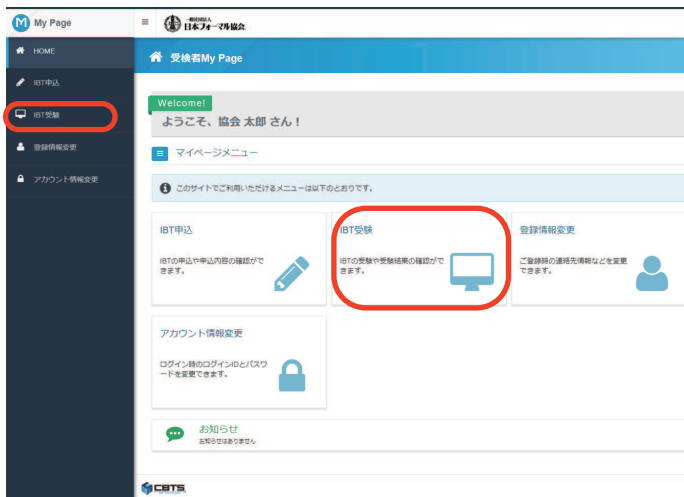 M My Page
一般社団法人
日本フォーマル協会
HOME
受検者My Page
IBT申込
IBT受験
登録情報変更
アカウント情報変更
Welcome!
ようこそ、協会 太郎 さん！
マイページメニュー
このサイトでご利用いただけるメニューは以下のとおりです。
IBT申込
IBTの申込や申込内容の確認がで
きます。
IBT受験
IBTの受験や受験結果の確認がで
きます。
登録情報変更
ご登録時の連絡先情報などを変更
できます。
アカウント情報変更
ログイン時のログインIDとパスワ
ードを変更できます。
お知らせ
お知らせはありません
CBTS